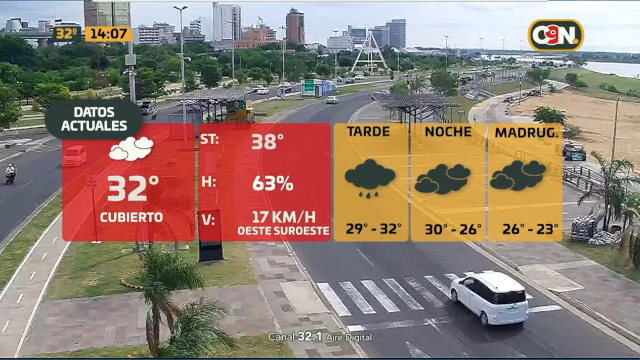 32° 14:07
C9N
DATOS
ACTUALES
32°
CUBIERTO
ST: 38°
H: 63%
V: 17 KM/H
OESTE SUROESTE
TARDE
29° - 32°
NOCHE
30° - 26°
MADRUG.
26° - 23°
Canal 32.1 Aire Digital